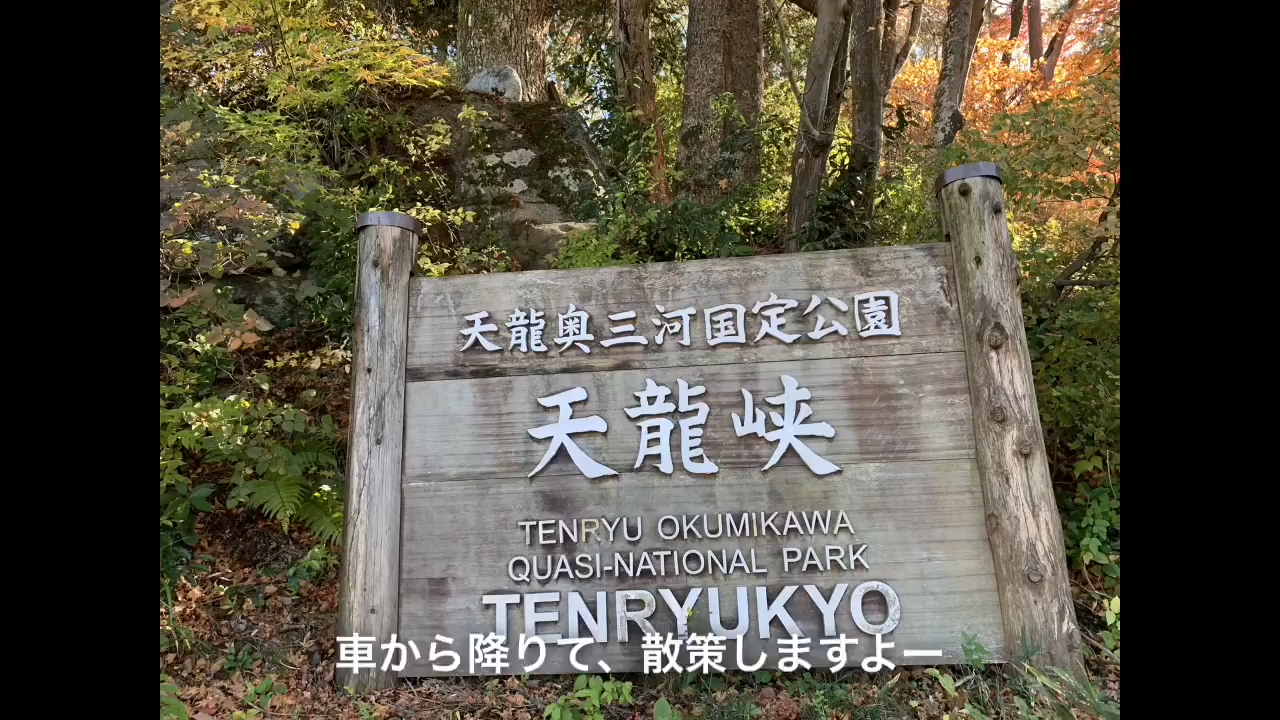 天龍奥三河国定公園
天龍峡
TENRYU OKUMIKAWA
QUASI-NATIONAL PARK
TENRYUKYO
車から降りて、散策しますよー